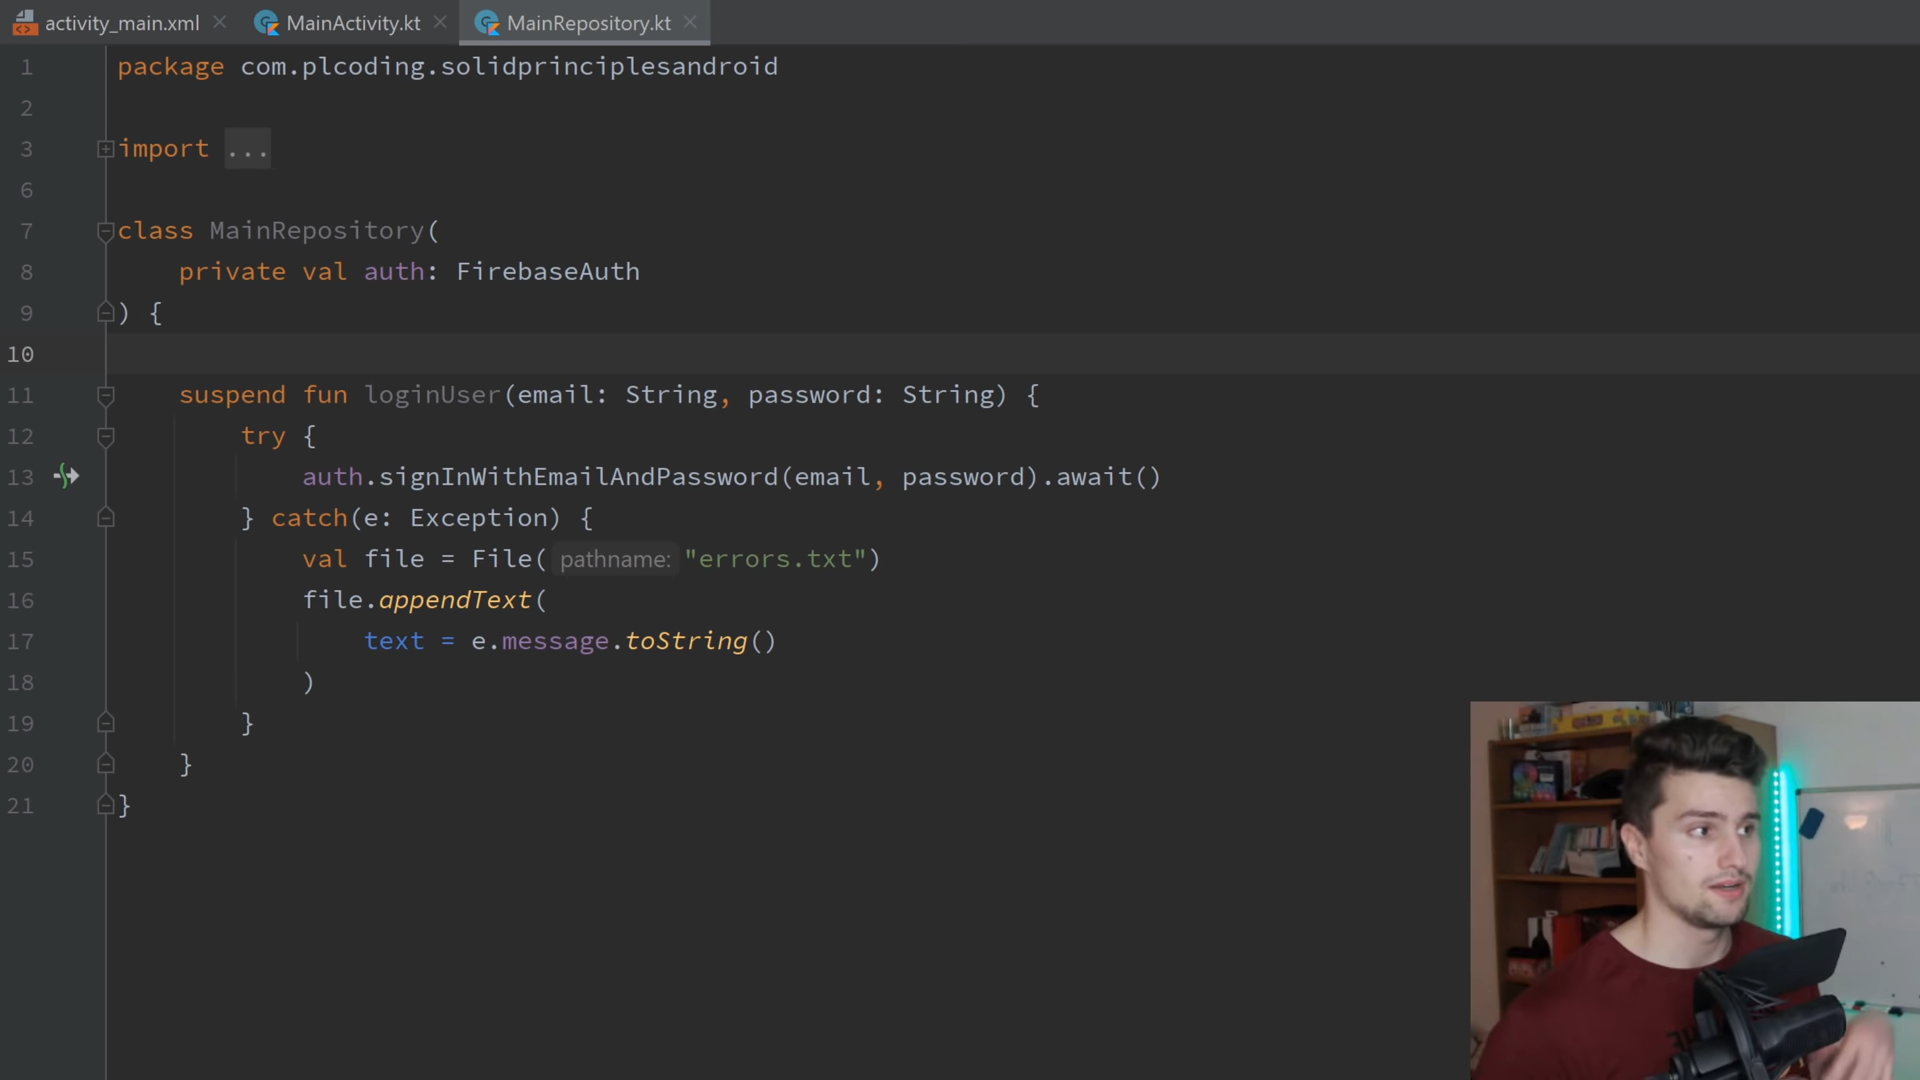 activity_main.xml MainActivity.kt MainRepository.kt
1 package com.plcoding.solidprinciplesandroid
2
3 import ...
6
7 class MainRepository(
8 private val auth: FirebaseAuth
9 ) {
10
11 suspend fun loginUser(email: String, password: String) {
12 try {
13 auth.signInWithEmailAndPassword(email, password).await()
14 } catch(e: Exception) {
15 val file = File( pathname: "errors.txt")
16 file.appendText(
17 text = e.message.toString()
18 )
19 }
20 }
21 }